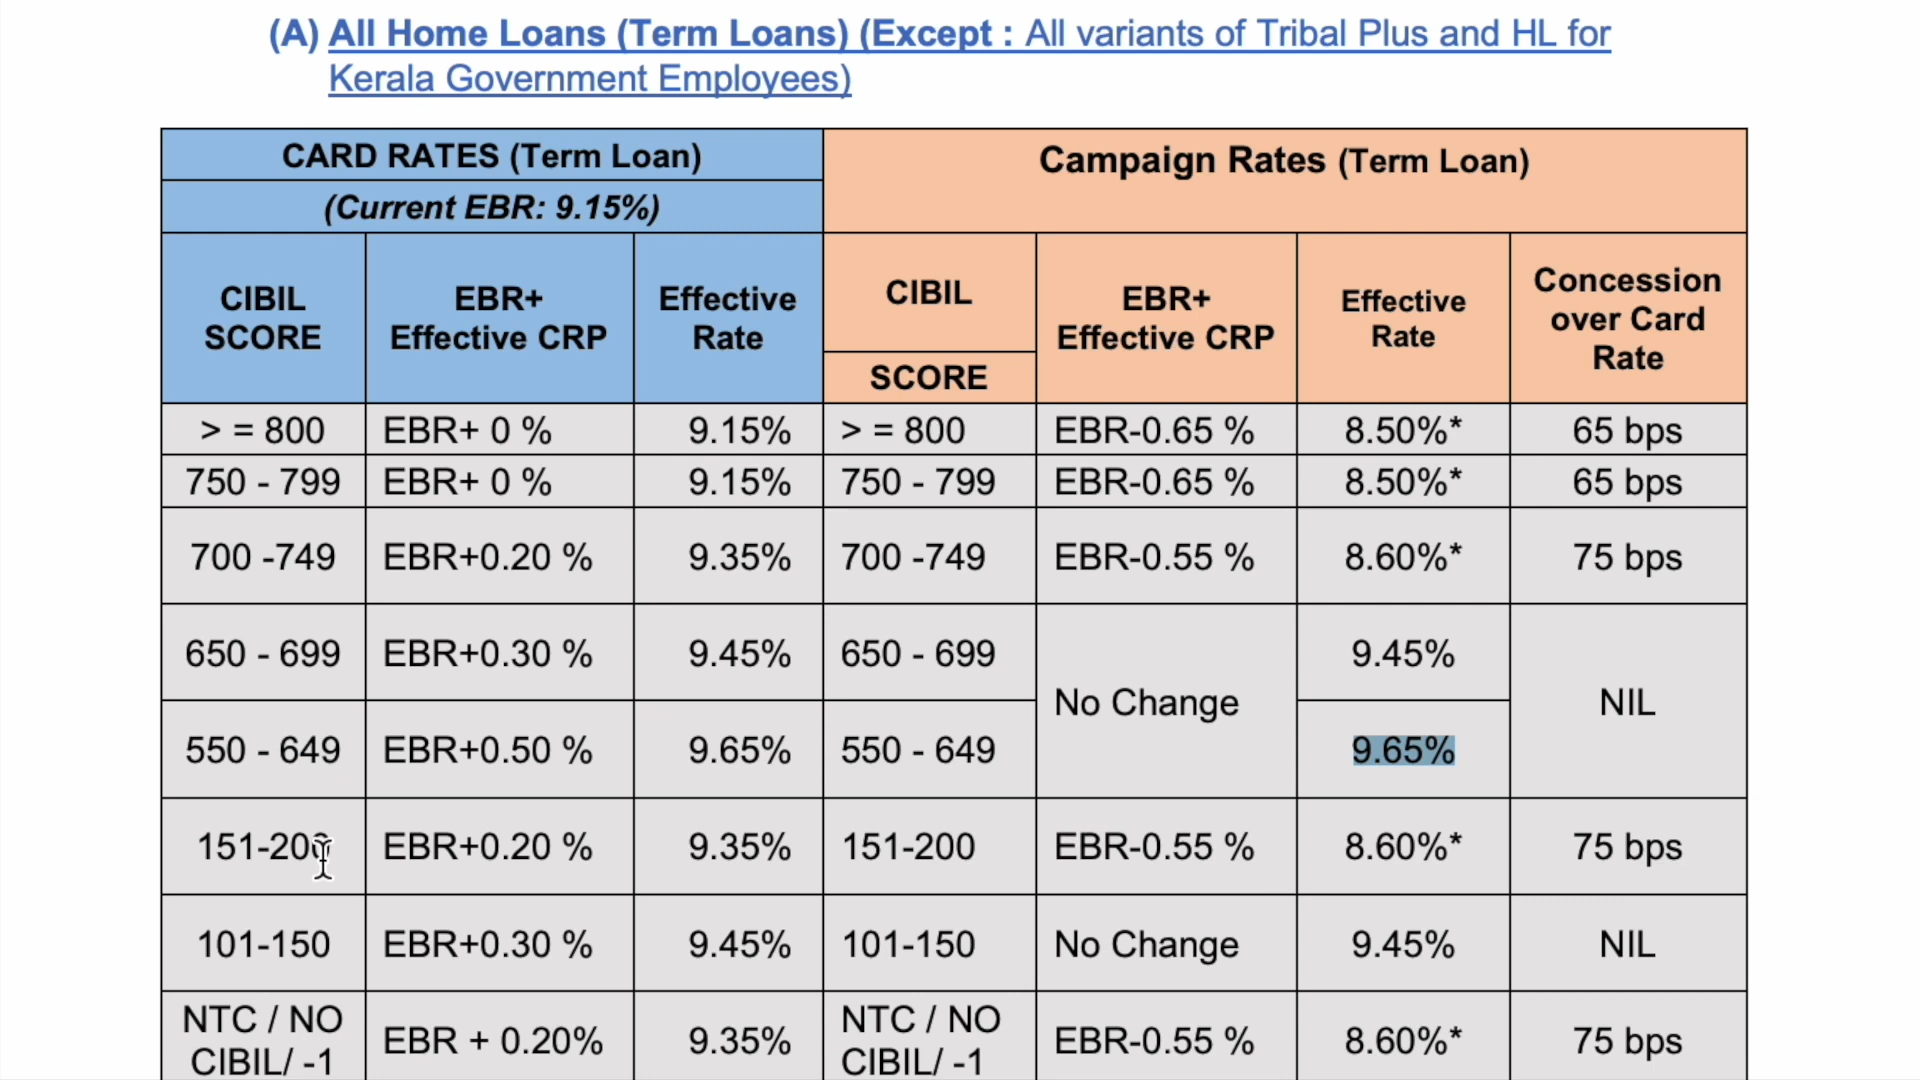 (A) All Home Loans (Term Loans) (Except : All variants of Tribal Plus and HL for
Kerala Government Employees)
CARD RATES (Term Loan)
Campaign Rates (Term Loan)
(Current EBR: 9.15%)
CIBIL SCORE
EBR+ Effective CRP
Effective Rate
CIBIL
SCORE
EBR+ Effective CRP
Effective Rate
Concession over Card Rate
> = 800 EBR+ 0 % 9.15% > = 800 EBR-0.65 % 8.50%* 65 bps
750 - 799 EBR+ 0 % 9.15% 750 - 799 EBR-0.65 % 8.50%* 65 bps
700 -749 EBR+0.20 % 9.35% 700 -749 EBR-0.55 % 8.60%* 75 bps
650 - 699 EBR+0.30 % 9.45% 650 - 699 No Change 9.45% NIL
550 - 649 EBR+0.50 % 9.65% 550 - 649 9.65%
151-200 EBR+0.20 % 9.35% 151-200 EBR-0.55 % 8.60%* 75 bps
101-150 EBR+0.30 % 9.45% 101-150 No Change 9.45% NIL
NTC / NO CIBIL/ -1 EBR + 0.20% 9.35% NTC / NO CIBIL/ -1 EBR-0.55 % 8.60%* 75 bps